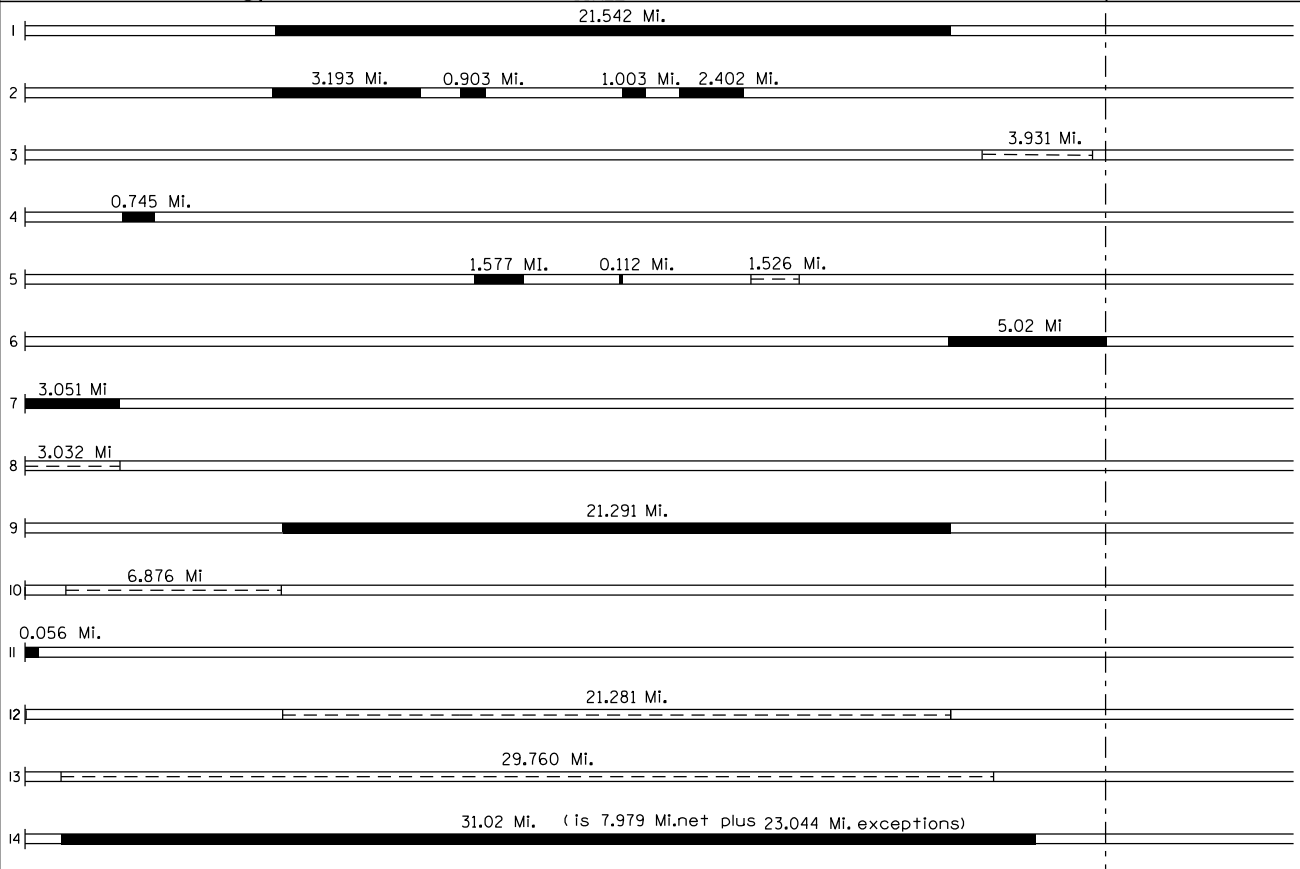 21.542 Mi.
1
3.193 Mi. 0.903 Mi. 1.003 Mi. 2.402 Mi.
2
3.931 Mi.
3
0.745 Mi.
4
1.577 MI. 0.112 Mi. 1.526 Mi.
5
5.02 Mi
6
3.051 Mi
7
3.032 Mi
8
21.291 Mi.
9
6.876 Mi
10
0.056 Mi.
11
21.281 Mi.
12
29.760 Mi.
13
31.02 Mi. (is 7.979 Mi.net plus 23.044 Mi. exceptions)
14